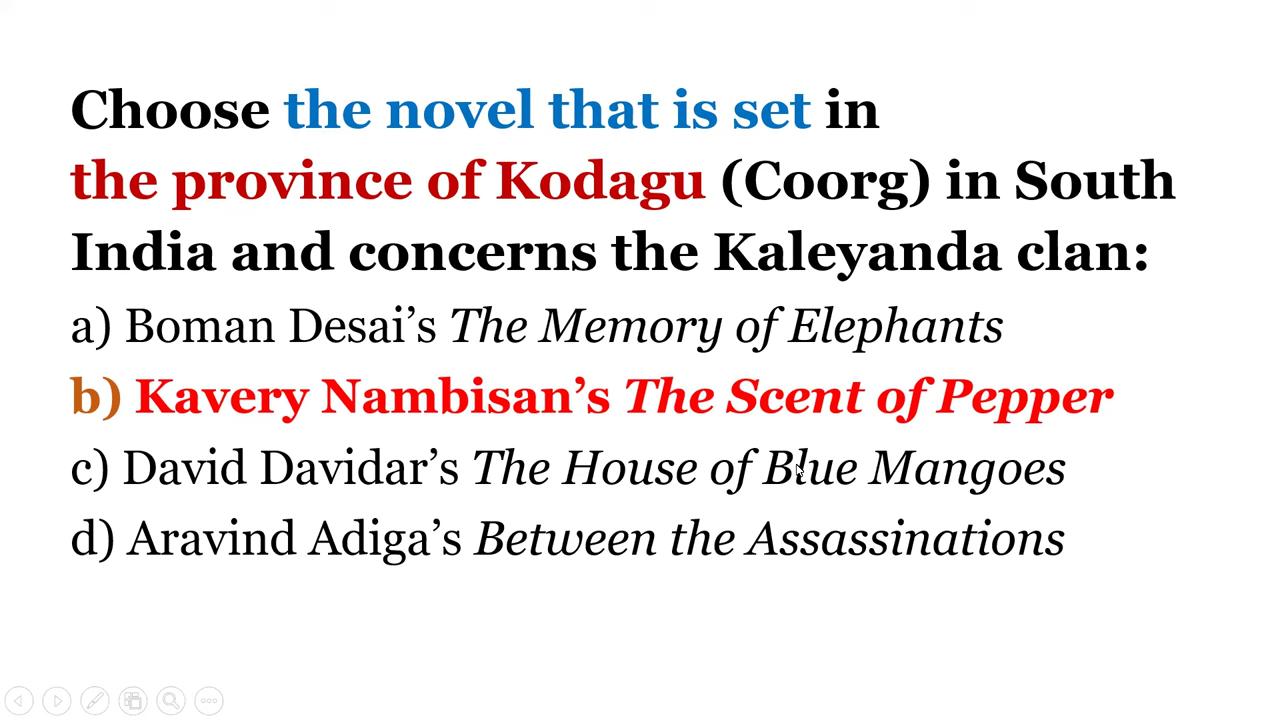 Choose the novel that is set in
the province of Kodagu (Coorg) in South
India and concerns the Kaleyanda clan:
a) Boman Desai’s The Memory of Elephants
b) Kavery Nambisan’s The Scent of Pepper
c) David Davidar’s The House of Blue Mangoes
d) Aravind Adiga’s Between the Assassinations